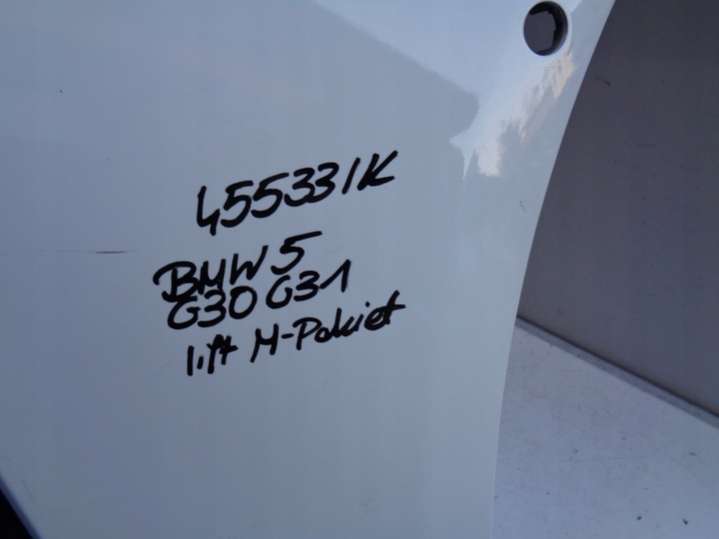 455331K
BMW 5
G30 G31
lift M-Pakiet